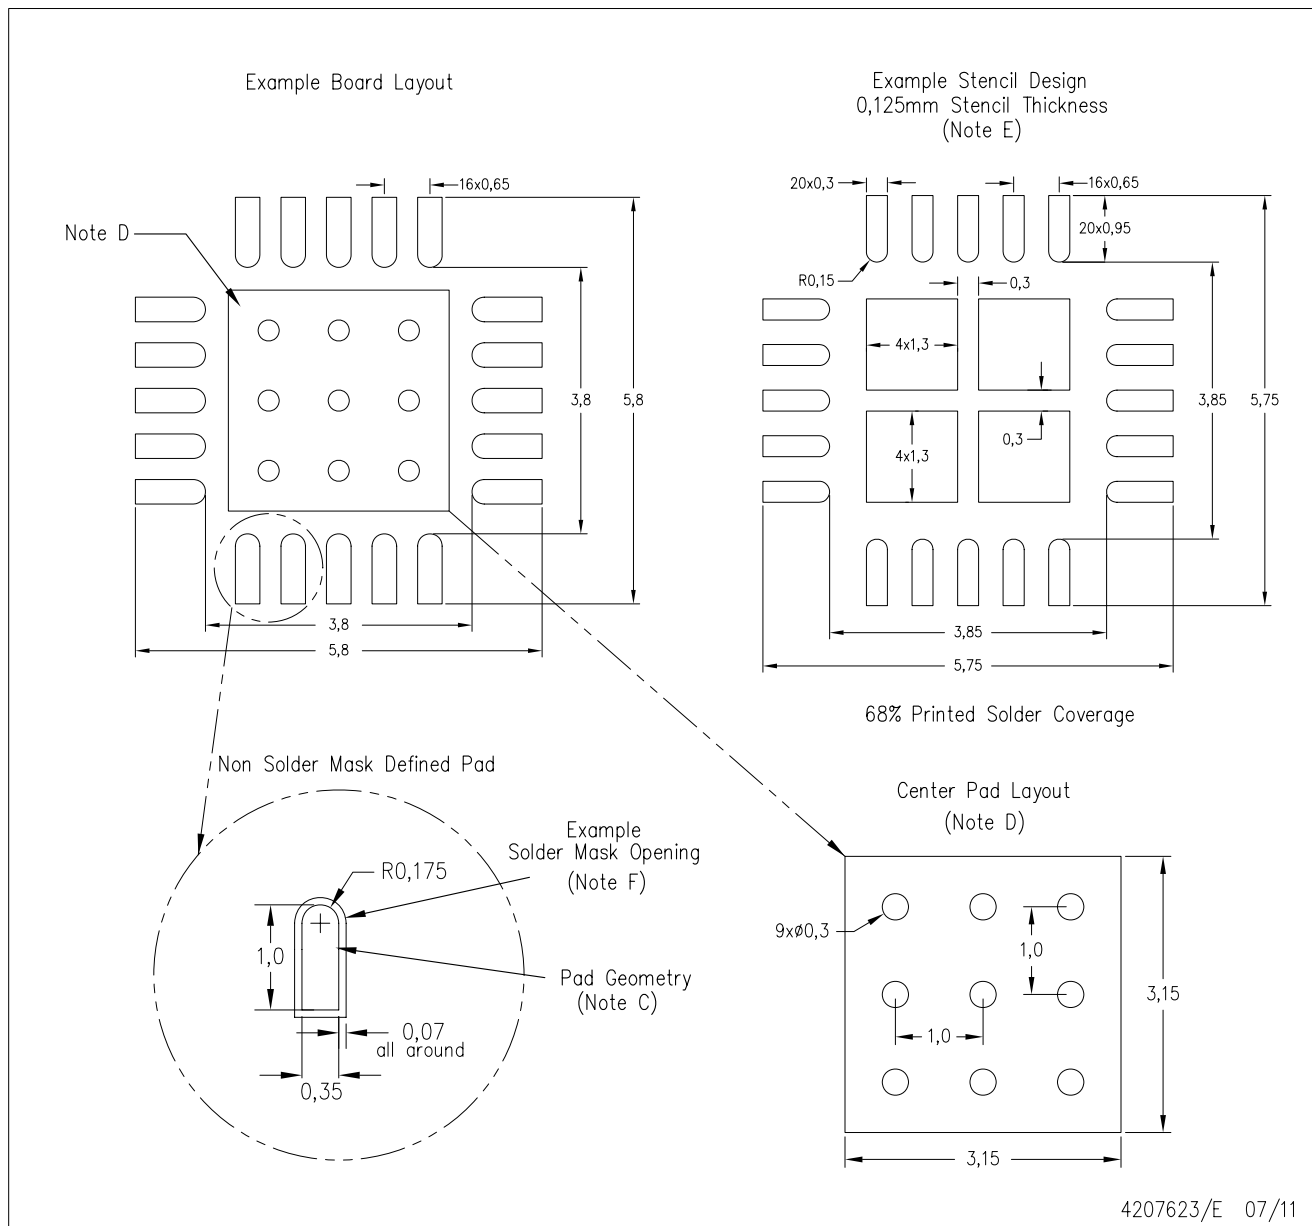 Example Board Layout
16x0,65
Note D
3,8
5,8
3,8
5,8
Example Stencil Design
0,125mm Stencil Thickness
(Note E)
20x0,3
16x0,65
20x0,95
R0,15
0,3
4x1,3
3,85
5,75
0,3
4x1,3
3,85
5,75
68% Printed Solder Coverage
Non Solder Mask Defined Pad
Example
Solder Mask Opening
(Note F)
R0,175
1,0
Pad Geometry
(Note C)
0,07
all around
0,35
Center Pad Layout
(Note D)
9xø0,3
1,0
3,15
1,0
3,15
4207623/E 07/11